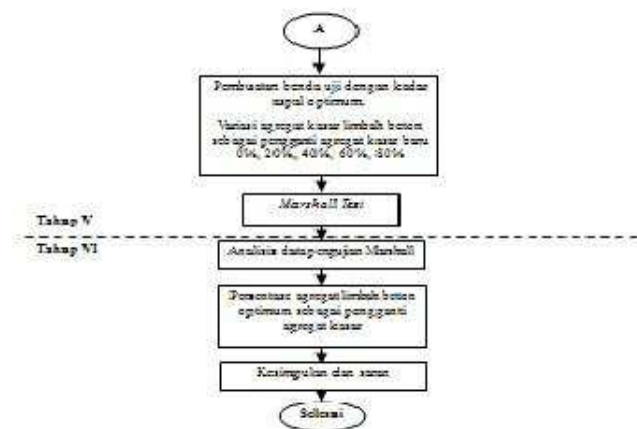 A
Pembuatan benda uji dengan kadar
aspal optimum.
Variasi agregat kasar limbah beton
sebagai pengganti agregat kasar baru
0%, 20%, 40%, 60%, 80%
Marshall Test
Tahap V
Tahap VI
Analisis data pengujian Marshall
Persentase agregat limbah beton
optimum sebagai pengganti
agregat kasar
Kesimpulan dan saran
Selesai